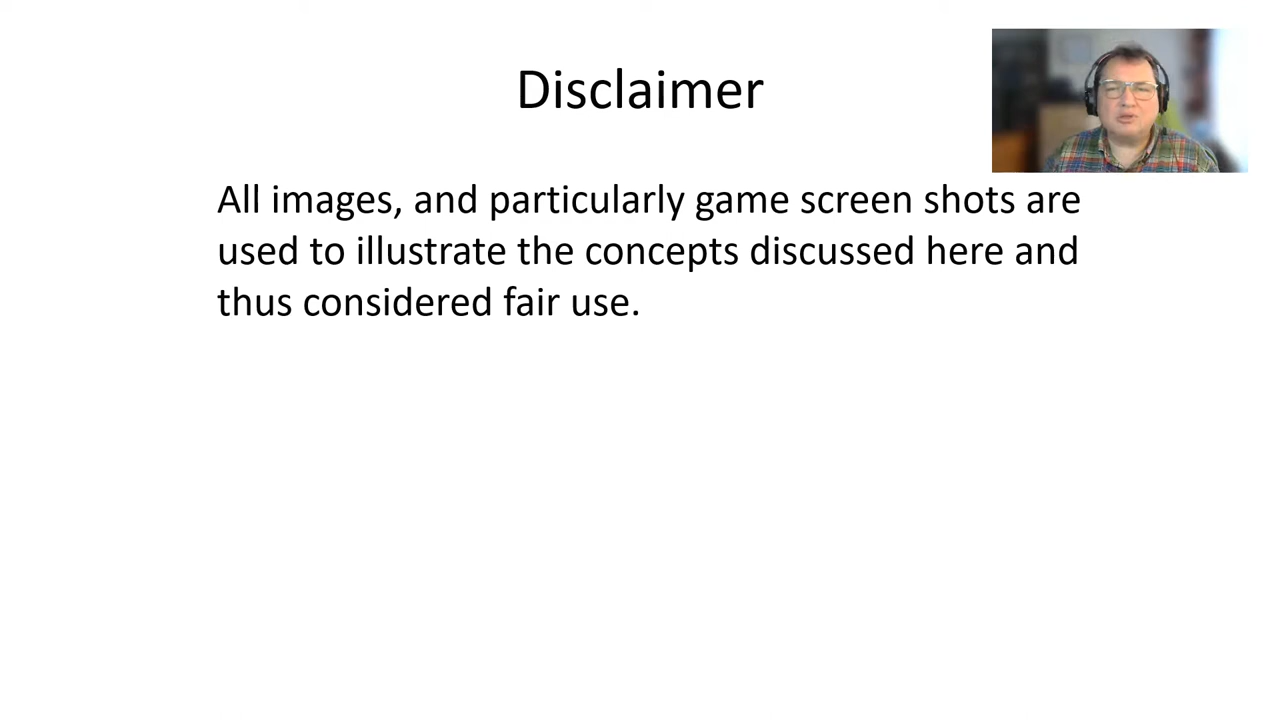 Disclaimer
All images, and particularly game screen shots are
used to illustrate the concepts discussed here and
thus considered fair use.